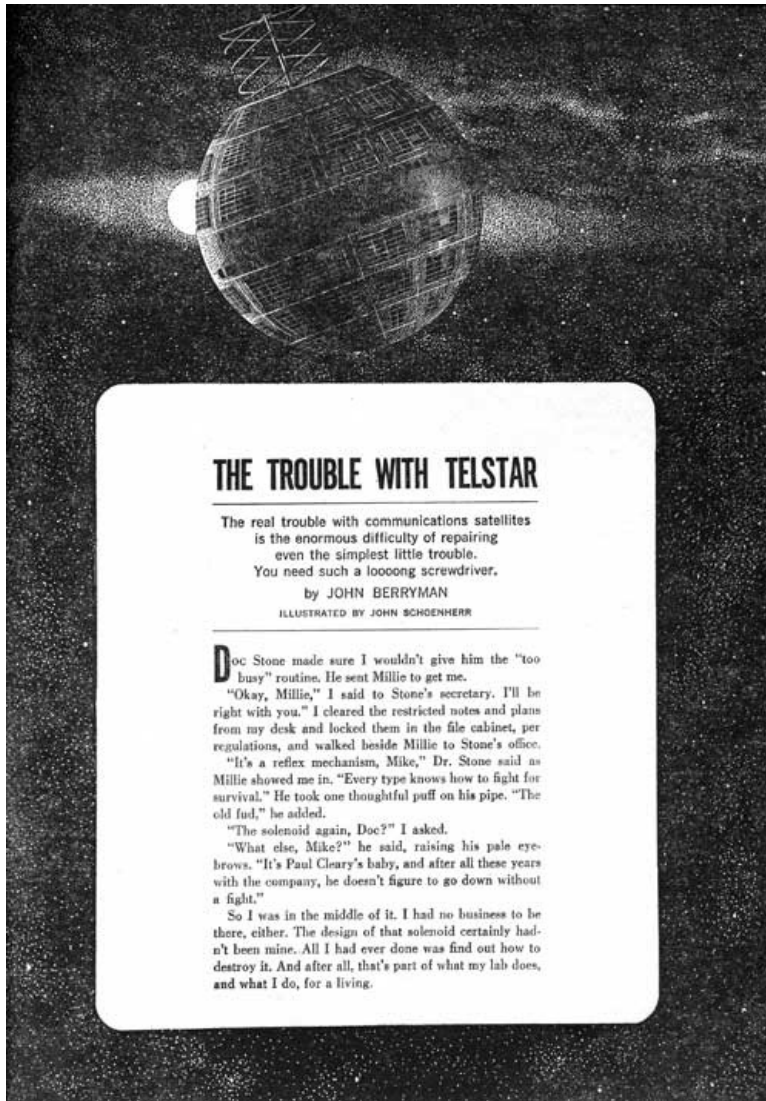 THE TROUBLE WITH TELSTAR
The real trouble with communications satellites
is the enormous difficulty of repairing
even the simplest little trouble.
You need such a loooong screwdriver.
by JOHN BERRYMAN
ILLUSTRATED BY JOHN SCHOENHERR
Doc Stone made sure I wouldn't give him the "too
busy" routine. He sent Millie to get me.
"Okay, Millie," I said to Stone's secretary. I'll be
right with you." I cleared the restricted notes and plans
from my desk and locked them in the file cabinet, per
regulations, and walked beside Millie to Stone's office.
"It's a reflex mechanism, Mike," Dr. Stone said as
Millie showed me in. "Every type knows how to fight for
survival." He took one thoughtful puff on his pipe. "The
old fud," he added.
"The solenoid again, Doc?" I asked.
"What else, Mike?" he said, raising his pale eye-
brows. "It's Paul Cleary's baby, and after all these years
with the company, he doesn't figure to go down without
a fight."
So I was in the middle of it. I had no business to be
there, either. The design of that solenoid certainly had-
n't been mine. All I had ever done was find out how to
destroy it. And after all, that's part of what my lab does,
and what I do, for a living.